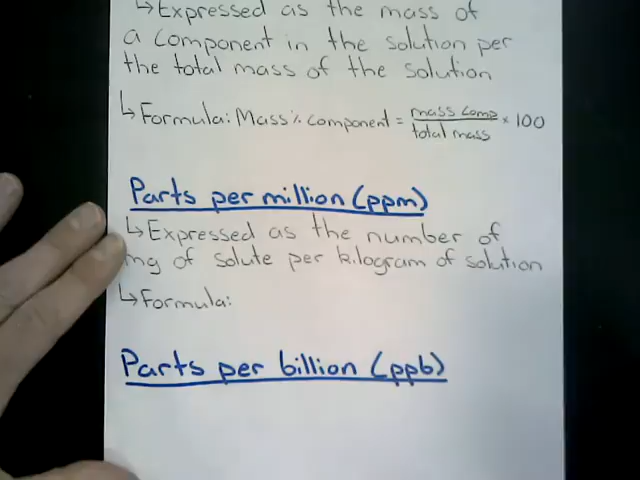 ↳Expressed as the mass of
a component in the solution per
the total mass of the solution
↳Formula: Mass % component = mass comp / total mass × 100
Parts per million (ppm)
↳Expressed as the number of
mg of solute per kilogram of solution
↳Formula:
Parts per billion (ppb)